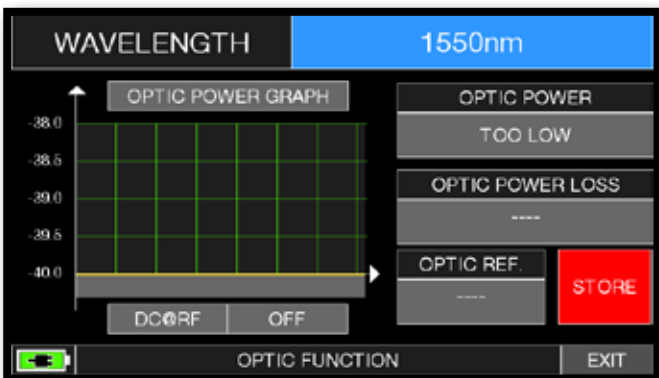 WAVELENGTH 1550nm
OPTIC POWER GRAPH
-38.0
-38.5
-39.0
-39.5
-40.0
DC@RF OFF
OPTIC POWER
TOO LOW
OPTIC POWER LOSS
----
OPTIC REF.
----
STORE
OPTIC FUNCTION EXIT